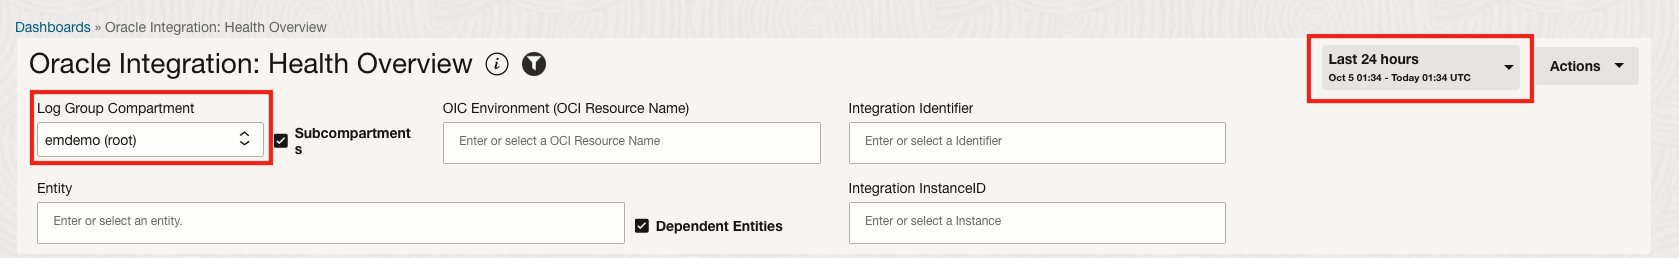 Dashboards » Oracle Integration: Health Overview
Oracle Integration: Health Overview i
Last 24 hours
Oct 5 01:34 - Today 01:34 UTC
Actions
Log Group Compartment
emdemo (root)
Subcompartment
s
OIC Environment (OCI Resource Name)
Enter or select a OCI Resource Name
Integration Identifier
Enter or select a Identifier
Entity
Enter or select an entity.
Dependent Entities
Integration InstanceID
Enter or select a Instance